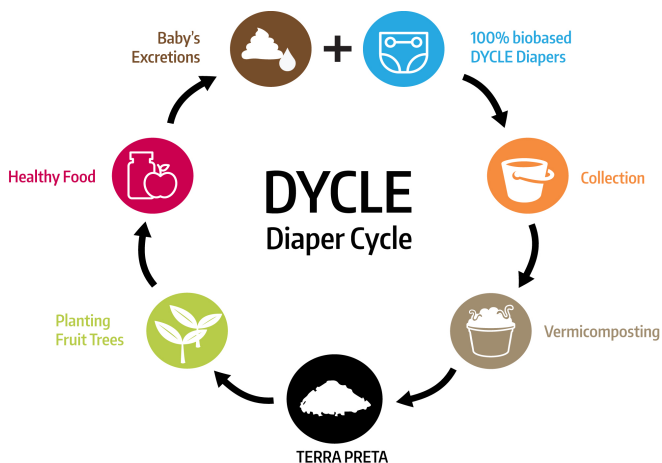 Baby's
Excretions
100% biobased
DYCLE Diapers
Healthy Food
DYCLE
Diaper Cycle
Collection
Planting
Fruit Trees
Vermicomposting
TERRA PRETA